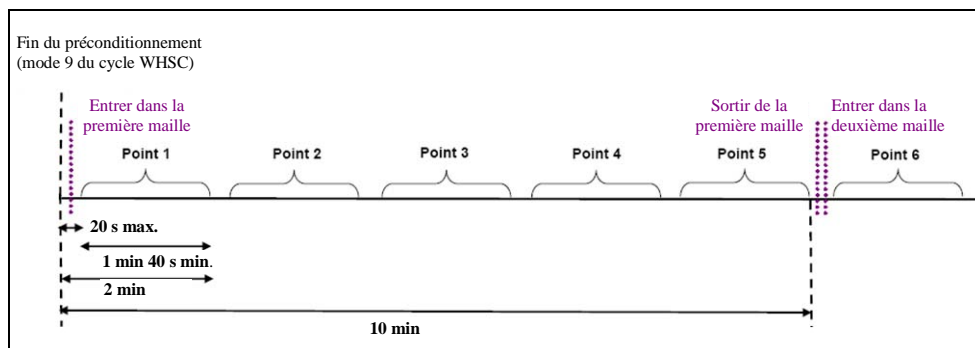 Fin du préconditionnement
(mode 9 du cycle WHSC)
Entrer dans la
première maille
Sortir de la
première maille
Entrer dans la
deuxième maille
Point 1
Point 2
Point 3
Point 4
Point 5
Point 6
20 s max.
1 min 40 s min.
2 min
10 min